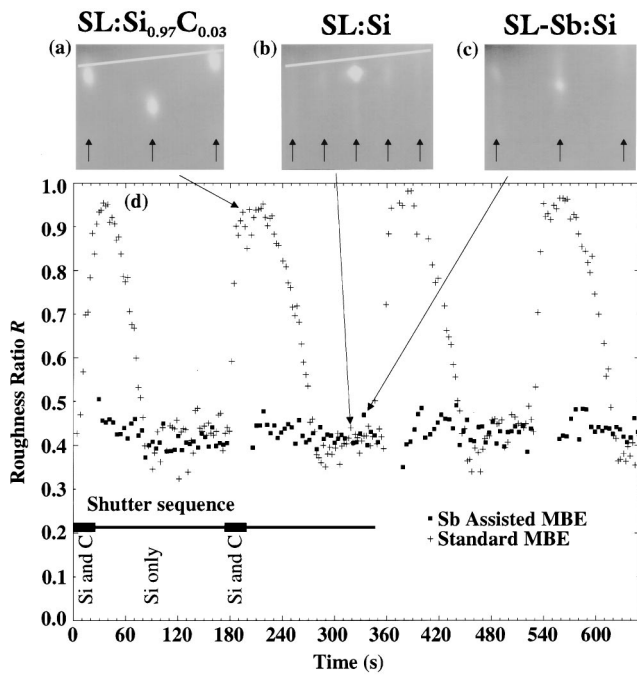 SL:Si0.97C0.03
SL:Si
SL-Sb:Si
(a)
(b)
(c)
(d)
1.0
0.9
0.8
0.7
0.6
0.5
0.4
0.3
0.2
0.1
0.0
Roughness Ratio R
Shutter sequence
Si and C
Si only
Si and C
Sb Assisted MBE
Standard MBE
0
60
120
180
240
300
360
420
480
540
600
Time (s)